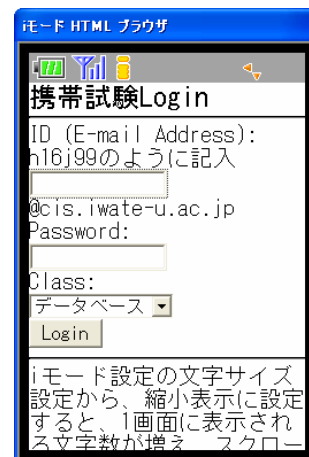 iモード HTML ブラウザ
携帯試験Login
ID (E-mail Address):
h16j99のように記入
@cis.iwate-u.ac.jp
Password:
Class:
データベース
Login
iモード設定の文字サイズ
設定から、縮小表示に設定
すると、1画面に表示され
る文字数が増え、スクロー